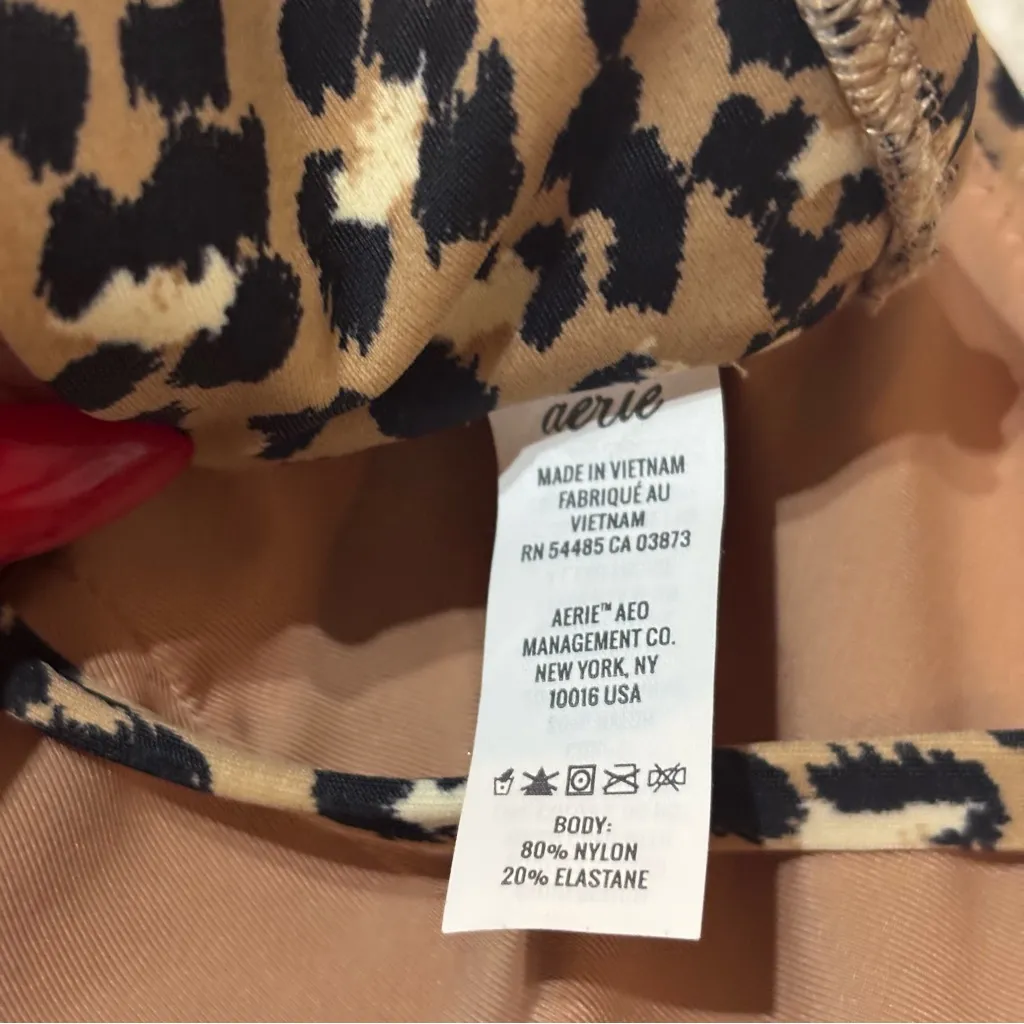 aerie
MADE IN VIETNAM
FABRIQUÉ AU
VIETNAM
RN 54485 CA 03873
AERIE™ AEO
MANAGEMENT CO.
NEW YORK, NY
10016 USA
BODY:
80% NYLON
20% ELASTANE